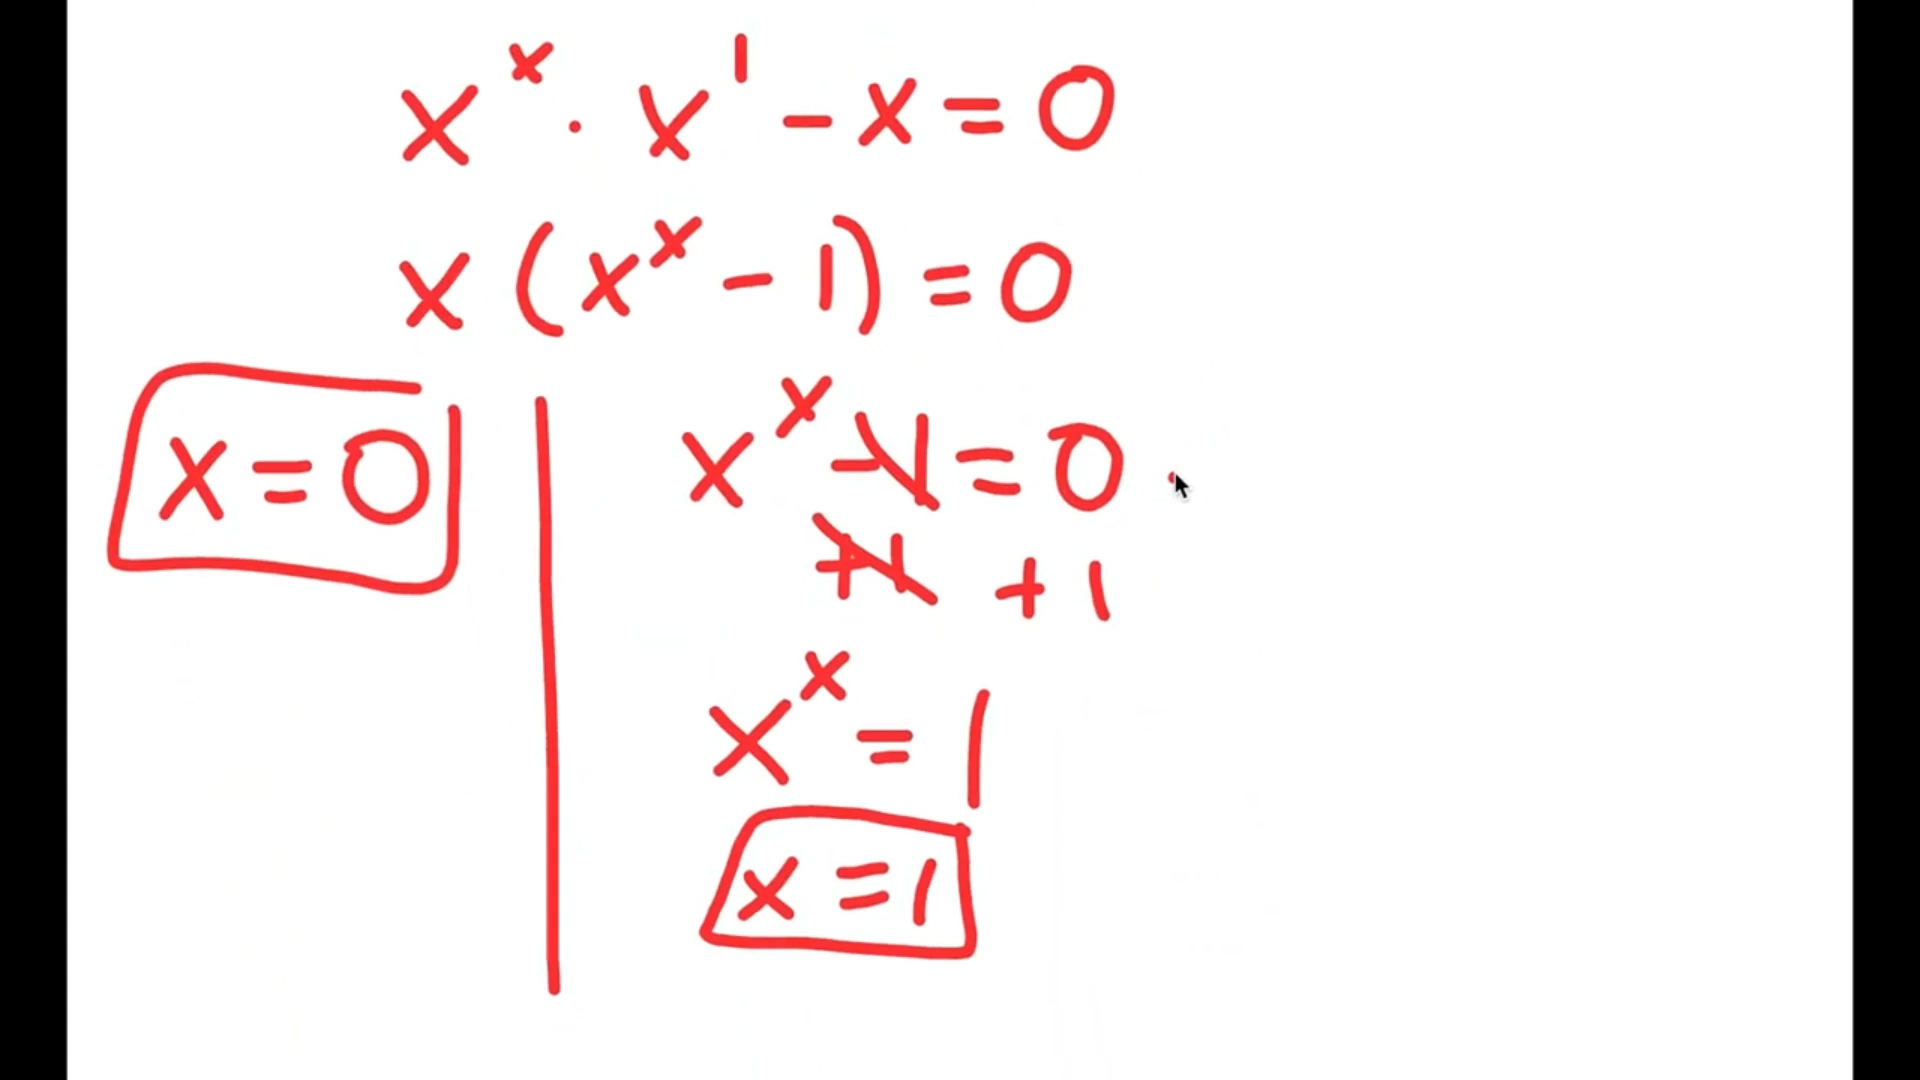 x^x · x^1 - x = 0
x (x^x - 1) = 0
x = 0
x^x - 1 = 0
+1 +1
x^x = 1
x = 1